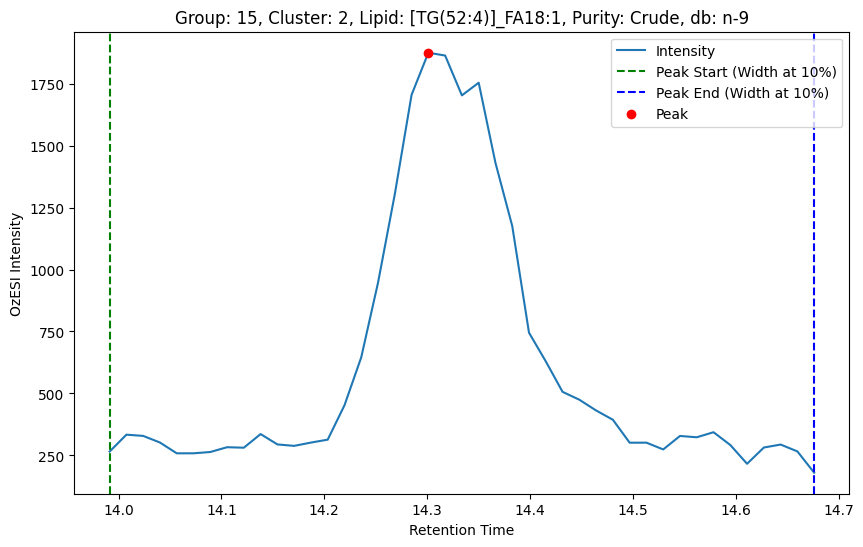 Group: 15, Cluster: 2, Lipid: [TG(52:4)]_FA18:1, Purity: Crude, db: n-9
Intensity
Peak Start (Width at 10%)
Peak End (Width at 10%)
Peak
OzESI Intensity
1750
1500
1250
1000
750
500
250
14.0 14.1 14.2 14.3 14.4 14.5 14.6 14.7
Retention Time